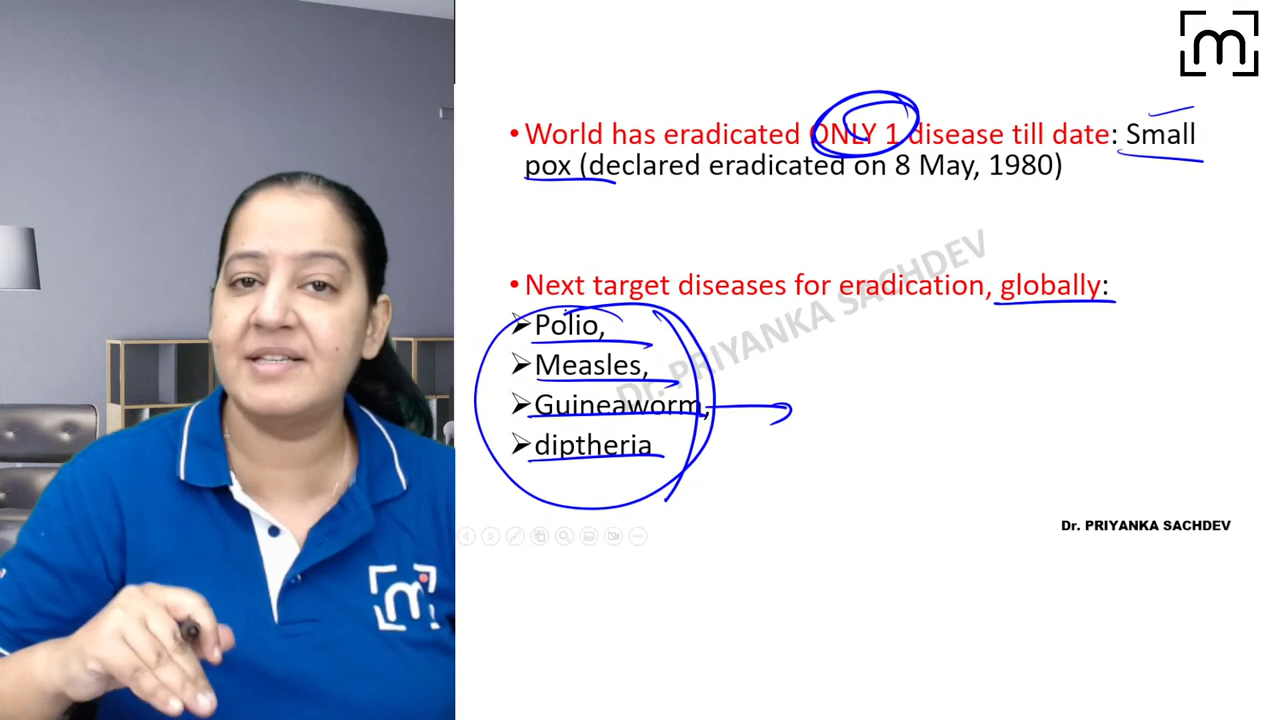 m
•World has eradicated ONLY 1 disease till date: Small
pox (declared eradicated on 8 May, 1980)
•Next target diseases for eradication, globally:
➢Polio,
➢Measles,
➢Guineaworm,
➢diptheria
Dr. PRIYANKA SACHDEV
Dr. PRIYANKA SACHDEV
m